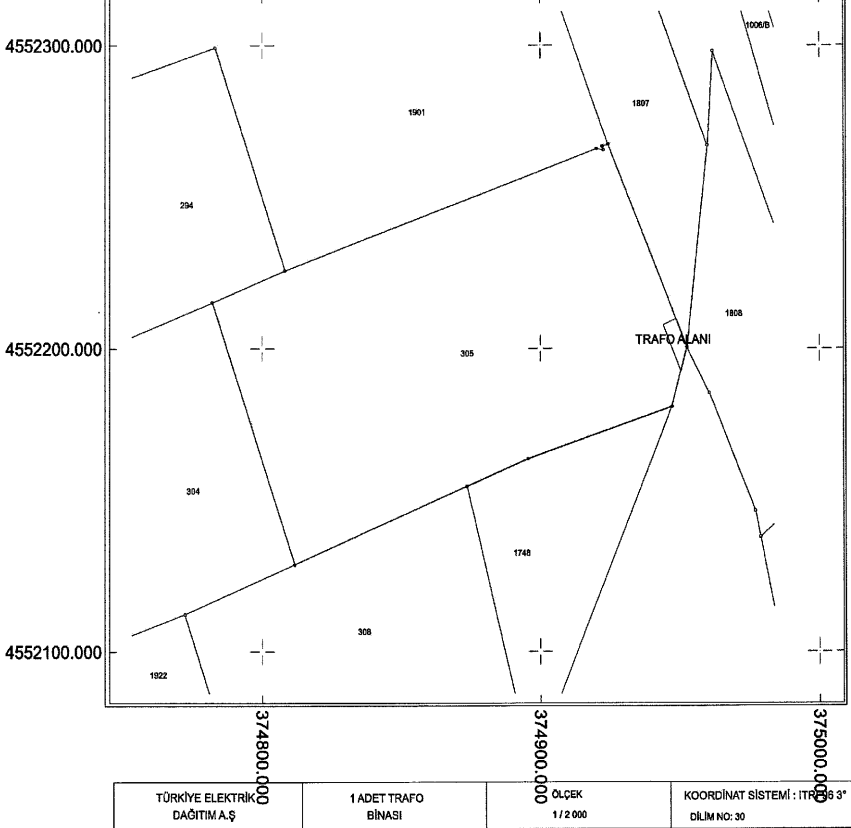 4552300.000
1006/B
1807
1901
294
1808
TRAFO ALANI
4552200.000
305
304
1748
308
4552100.000
1922
374800.000
374900.000
375000.000
TÜRKİYE ELEKTRİK
DAĞITIM A.Ş
1 ADET TRAFO
BİNASI
ÖLÇEK
1 / 2 000
KOORDİNAT SİSTEMİ : 3°
DİLİM NO: 30